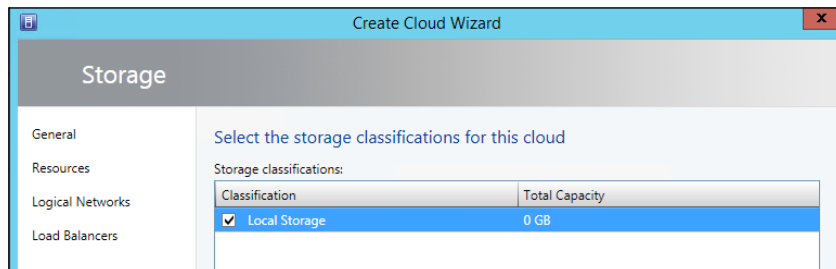 Create Cloud Wizard
x
Storage
General
Resources
Logical Networks
Load Balancers
Select the storage classifications for this cloud
Storage classifications:
Classification Total Capacity
Local Storage 0 GB